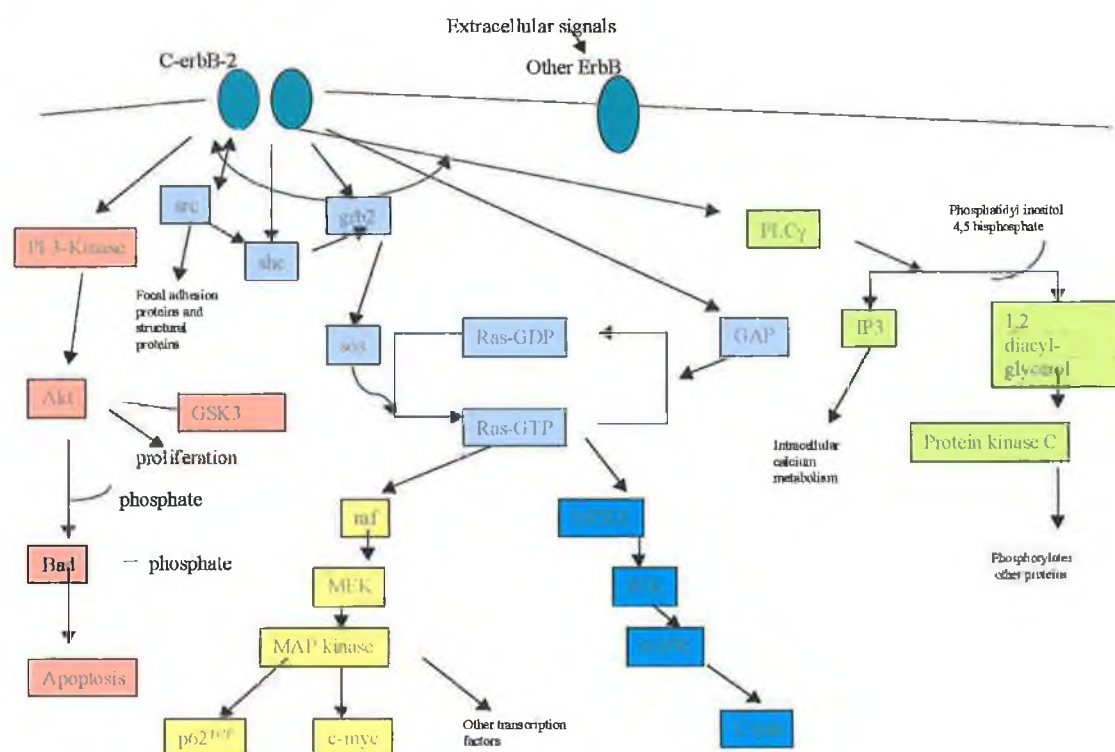 Extracellular signals
C-erbB-2
Other ErbB
src
grb2
PI 3-Kinase
shc
PLCγ
Phosphatidyl inositol
4,5 bisphosphate
Focal adhesion
proteins and
structural
proteins
sos
Ras-GDP
GAP
IP3
1,2
diacyl-
glycerol
Akt
GSK3
Ras-GTP
proliferation
Intracellular
calcium
metabolism
Protein kinase C
phosphate
raf
Bad
– phosphate
MEK
Phosphorylates
other proteins
MAP kinase
Apoptosis
p62
c-myc
Other transcription
factors